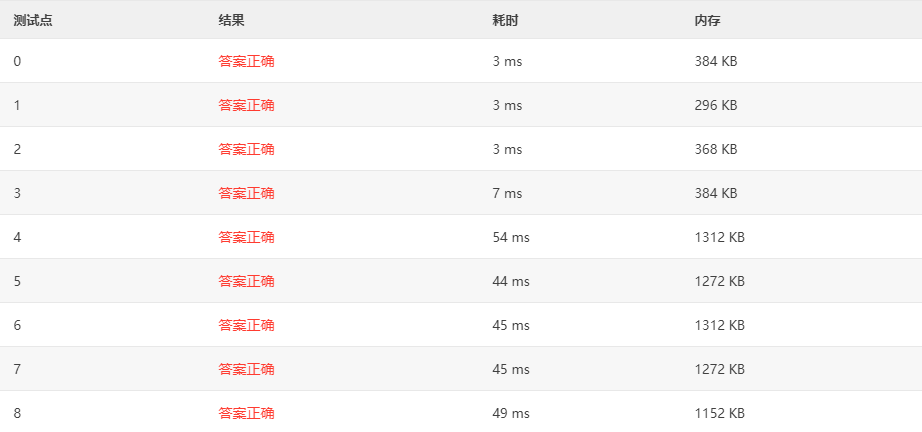 测试点 结果 耗时 内存
0 答案正确 3 ms 384 KB
1 答案正确 3 ms 296 KB
2 答案正确 3 ms 368 KB
3 答案正确 7 ms 384 KB
4 答案正确 54 ms 1312 KB
5 答案正确 44 ms 1272 KB
6 答案正确 45 ms 1312 KB
7 答案正确 45 ms 1272 KB
8 答案正确 49 ms 1152 KB